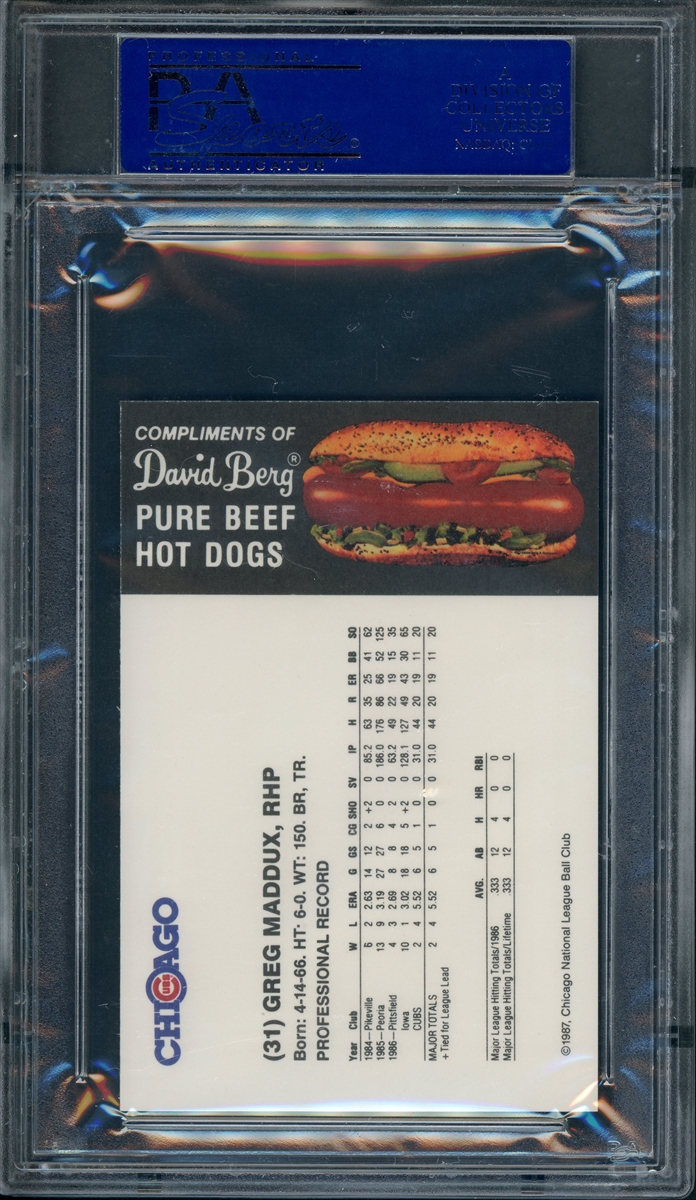 PROFESSIONAL
PSA
AUTHENTICATOR
A
DIVISION OF
COLLECTORS
UNIVERSE
NASDAQ:
COMPLIMENTS OF
David Berg®
PURE BEEF
HOT DOGS
CHICAGO
CUBS
(31) GREG MADDUX, RHP
Born: 4-14-66. HT: 6-0. WT: 150. BR, TR.
PROFESSIONAL RECORD
Year Club W L ERA G GS CG SHO SV IP H R ER BB SO
1984—Pikeville 6 2 2.63 14 12 2 +2 0 85.2 63 35 25 41 62
1985—Peoria 13 9 3.19 27 27 6 0 0 186.0 176 86 66 52 125
1986—Pittsfield 4 3 2.69 8 8 4 2 0 63.2 49 22 19 15 35
Iowa 10 1 3.02 18 18 5 +2 0 128.1 127 49 43 30 65
CUBS 2 4 5.52 6 5 1 0 0 31.0 44 20 19 11 20
MAJOR TOTALS 2 4 5.52 6 5 1 0 0 31.0 44 20 19 11 20
+ Tied for League Lead
AVG. AB H HR RBI
Major League Hitting Totals/1986 .333 12 4 0 0
Major League Hitting Totals/Lifetime .333 12 4 0 0
©1987, Chicago National League Ball Club